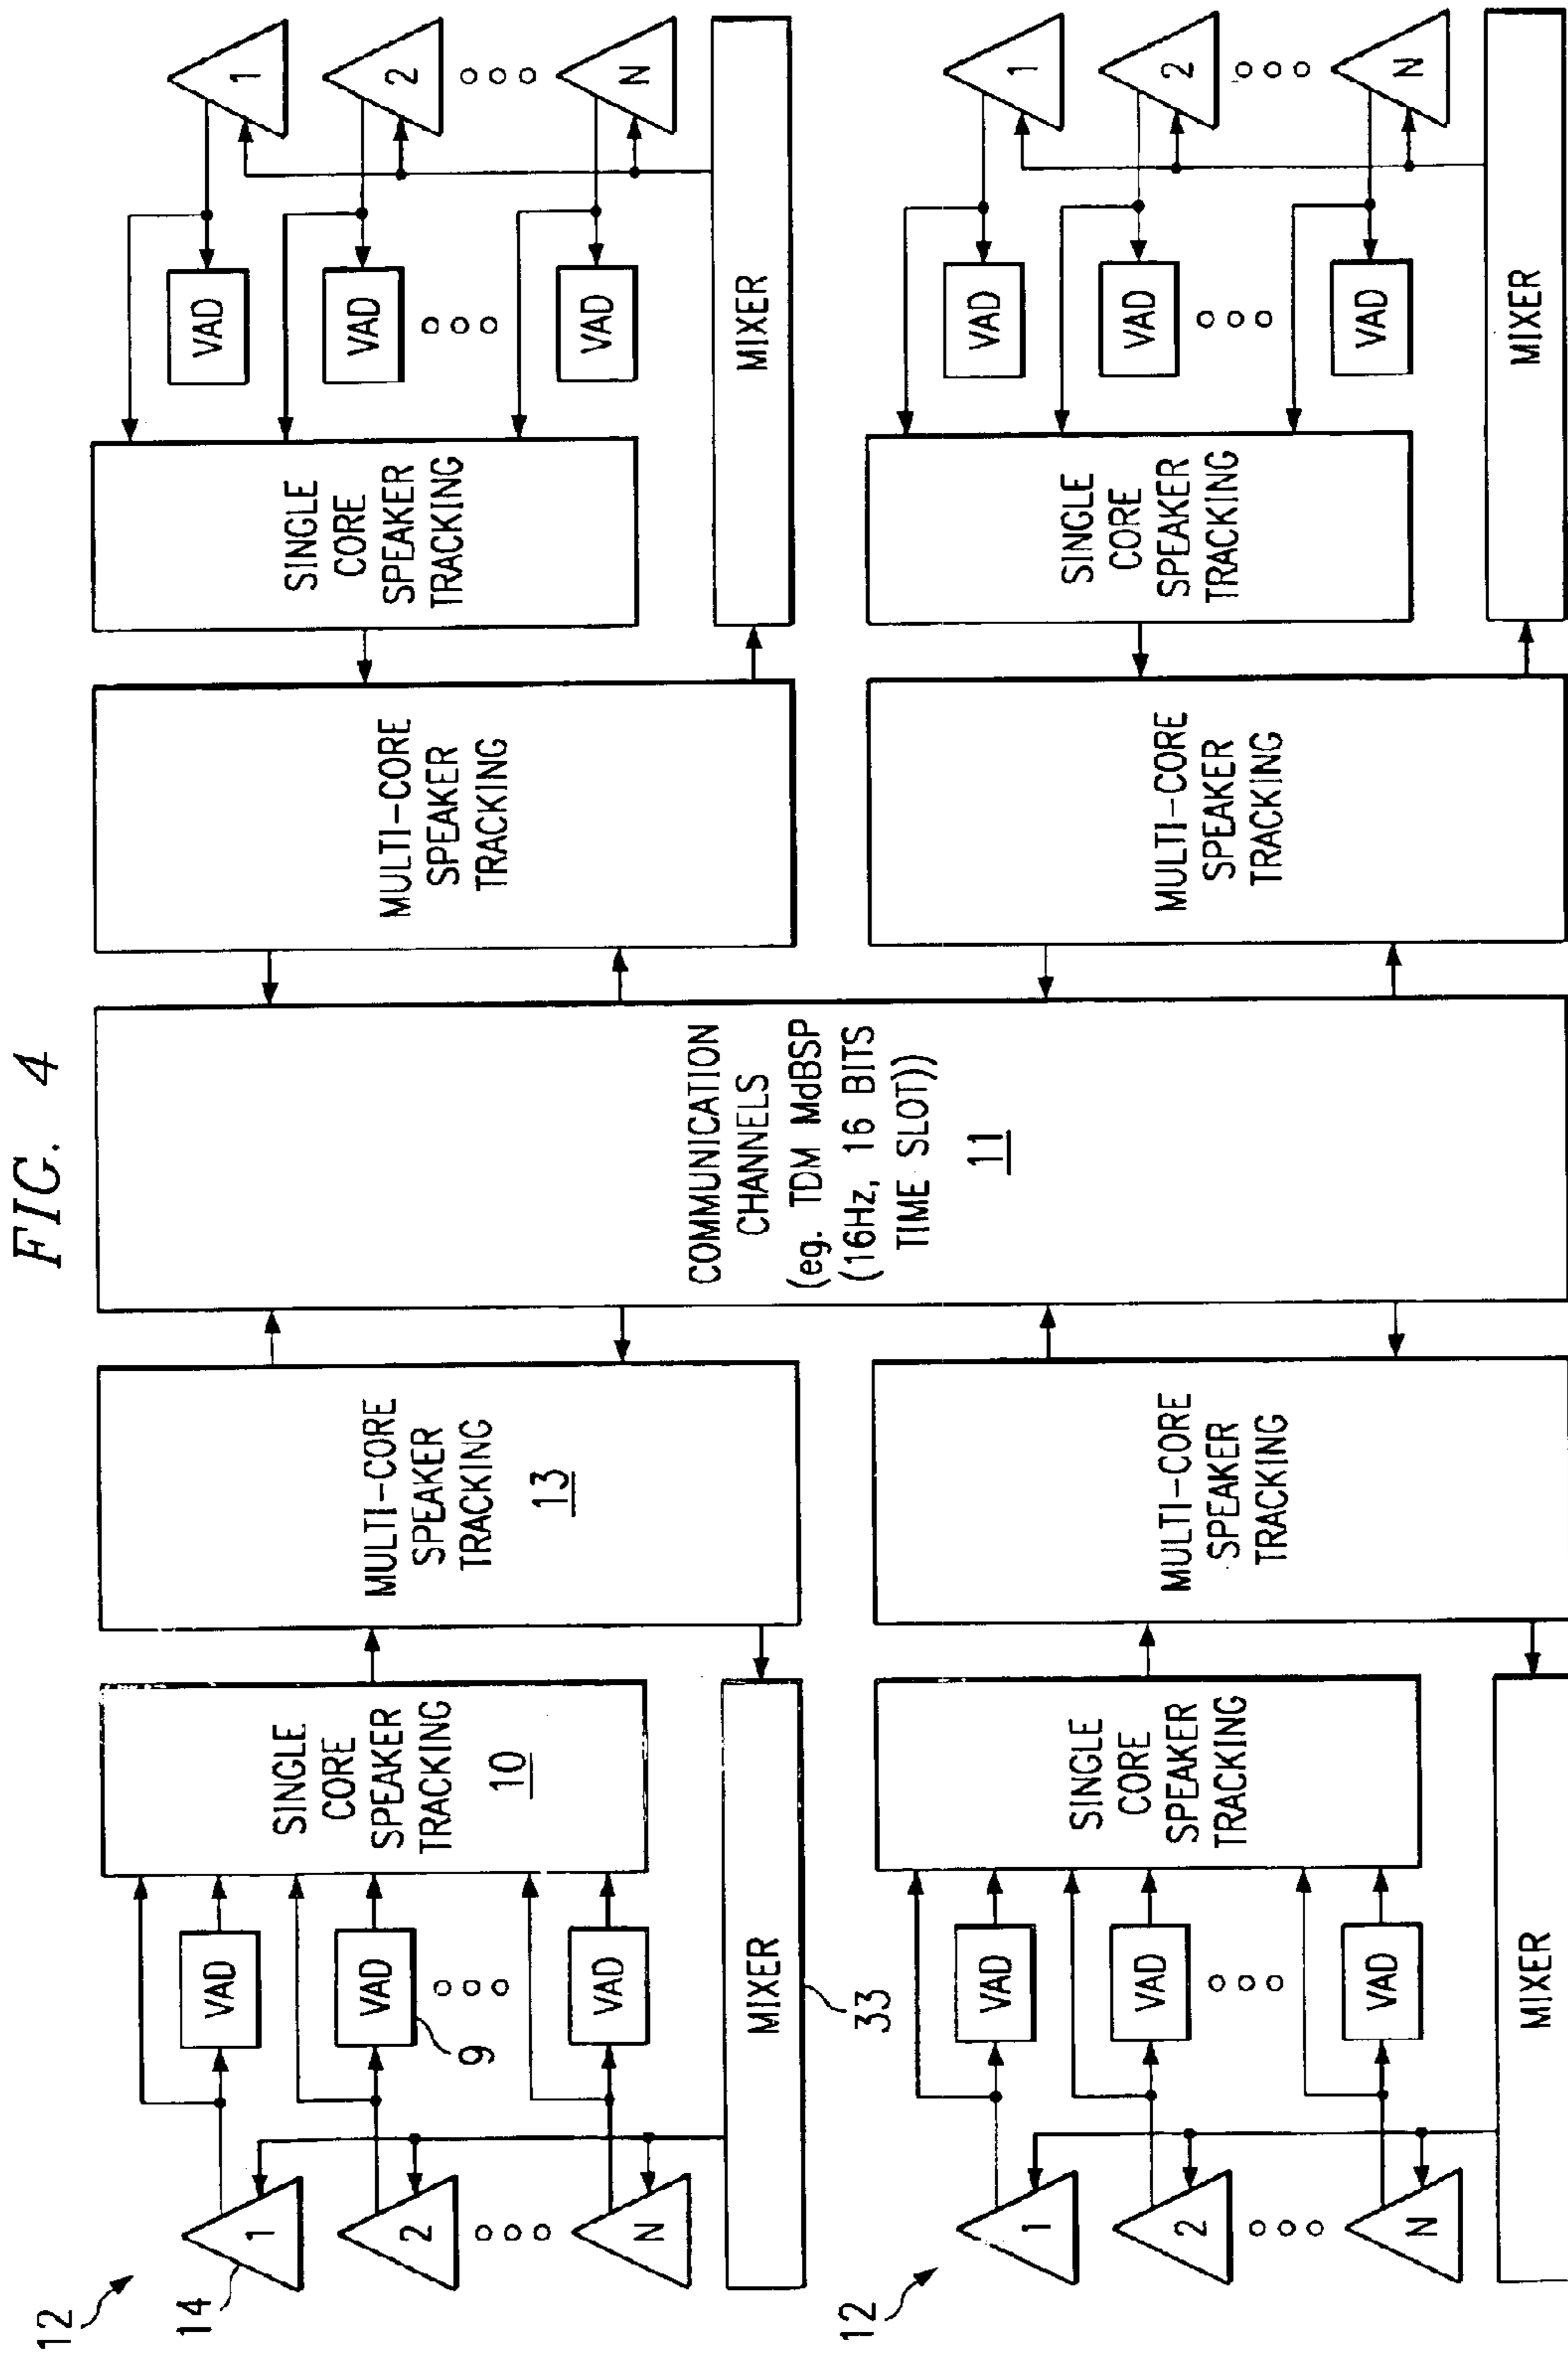 FIG. 4
12
14
1
2
N
VAD
VAD
9
VAD
SINGLE
CORE
SPEAKER
TRACKING
10
MIXER
33
MULTI-CORE
SPEAKER
TRACKING
13
COMMUNICATION
CHANNELS
(eg. TDM MdBSP
(16Hz, 16 BITS
TIME SLOT))
11
MULTI-CORE
SPEAKER
TRACKING
SINGLE
CORE
SPEAKER
TRACKING
VAD
VAD
VAD
1
2
N
MIXER
12
1
2
N
VAD
VAD
VAD
SINGLE
CORE
SPEAKER
TRACKING
MIXER
MULTI-CORE
SPEAKER
TRACKING
MULTI-CORE
SPEAKER
TRACKING
SINGLE
CORE
SPEAKER
TRACKING
VAD
VAD
VAD
1
2
N
MIXER